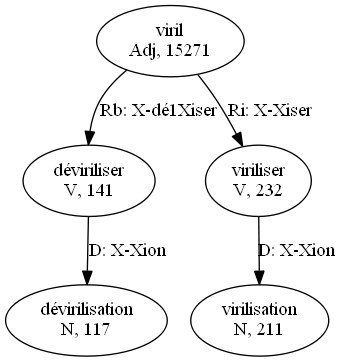 viril
Adj, 15271
Rb: X-dé1Xiser
Ri: X-Xiser
déviriliser
V, 141
viriliser
V, 232
D: X-Xion
D: X-Xion
dévirilisation
N, 117
virilisation
N, 211